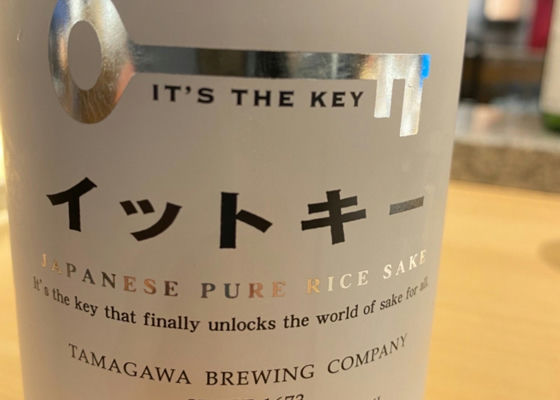 IT'S THE KEY
イットキー
JAPANESE PURE RICE SAKE
It's the key that finally unlocks the world of sake for all.
TAMAGAWA BREWING COMPANY
1673